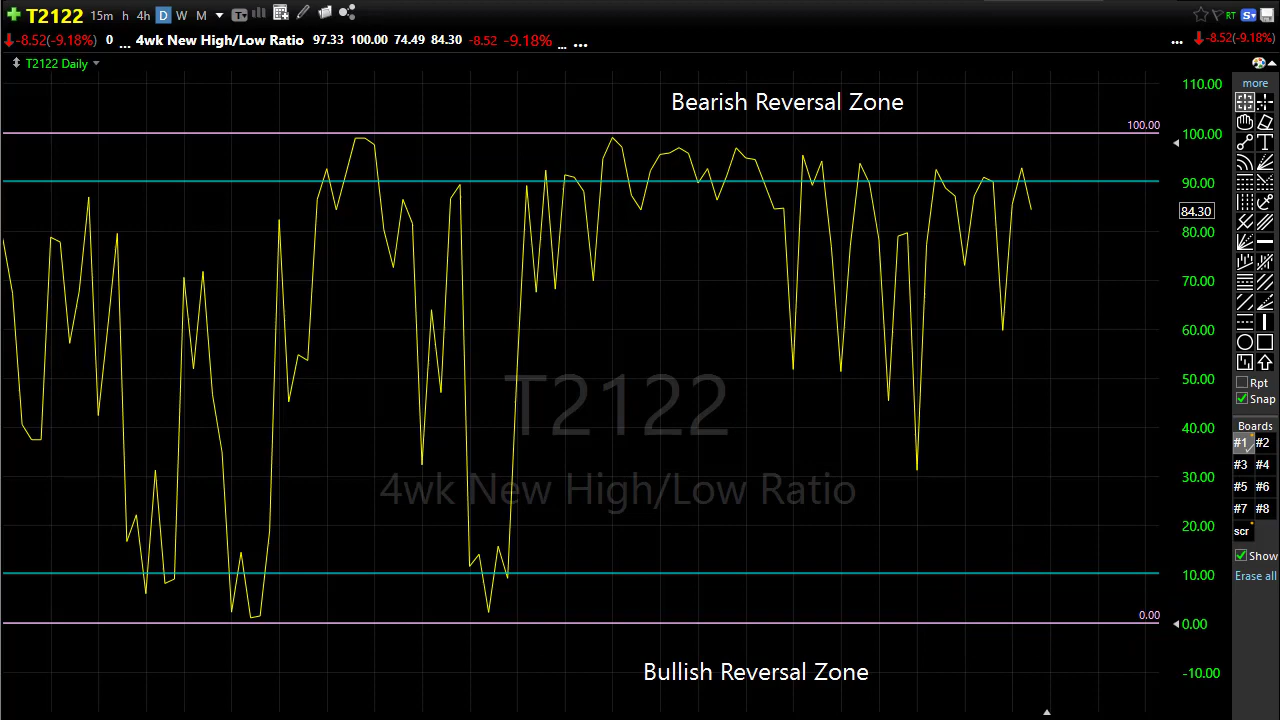 T2122 15m h 4h D W M
RT
-8.52(-9.18%) 0 ... 4wk New High/Low Ratio 97.33 100.00 74.49 84.30 -8.52 -9.18% ... ...
... -8.52(-9.18%)
T2122 Daily
more
Bearish Reversal Zone
100.00
110.00
100.00
90.00
84.30
80.00
70.00
60.00
50.00
40.00
30.00
20.00
10.00
0.00
0.00
-10.00
T2122
4wk New High/Low Ratio
Bullish Reversal Zone
Rpt
Snap
Boards
#1 #2
#3 #4
#5 #6
#7 #8
scr
Show
Erase all